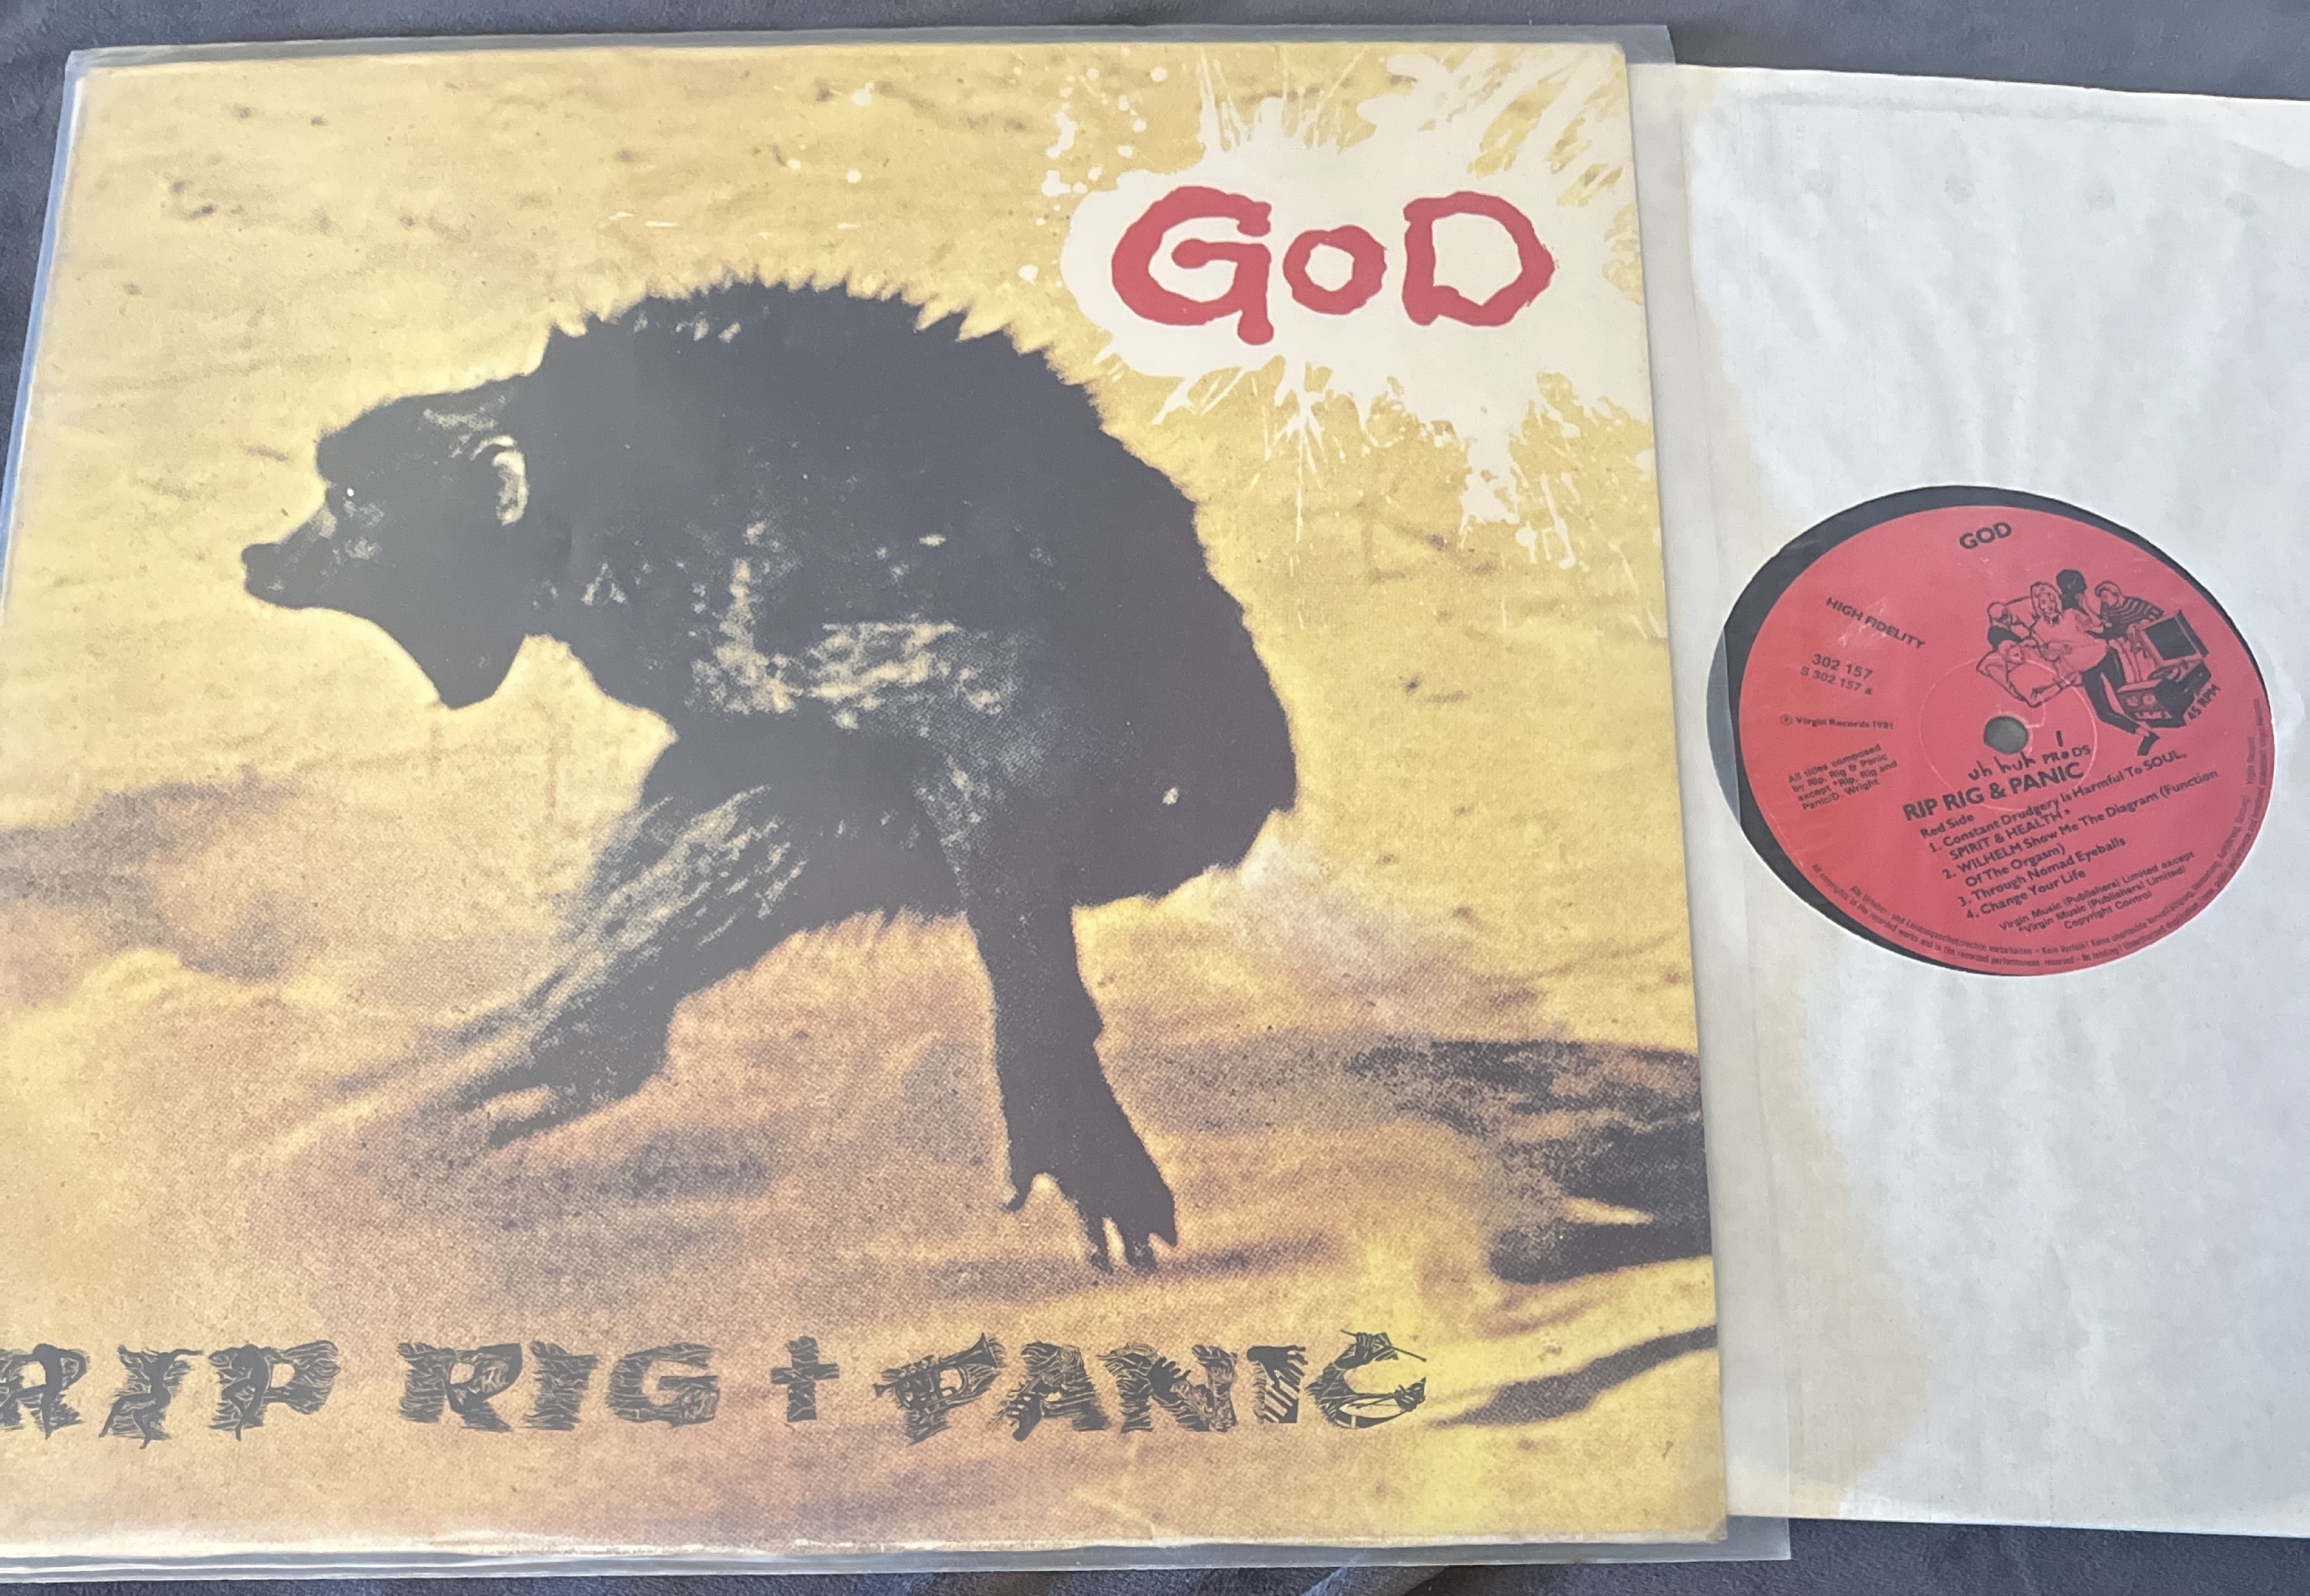 GoD
RIP RIG + PANIC
GOD
HIGH FIDELITY
302 157
S 302 157 a
45 RPM
℗ Virgin Records 1981
All titles composed
by Rip, Rig & Panic
except *Rip, Rig and
Panic/D. Wright
uh huh PRODS
RIP RIG & PANIC
Red Side
1. Constant Drudgery Is Harmful To SOUL,
SPIRIT & HEALTH *
2. WILHELM Show Me The Diagram (Function
Of The Orgasm)
3. Through Nomad Eyeballs
4. Change Your Life
Virgin Music (Publishers) Limited except
*Virgin Music (Publishers) Limited/
Copyright Control